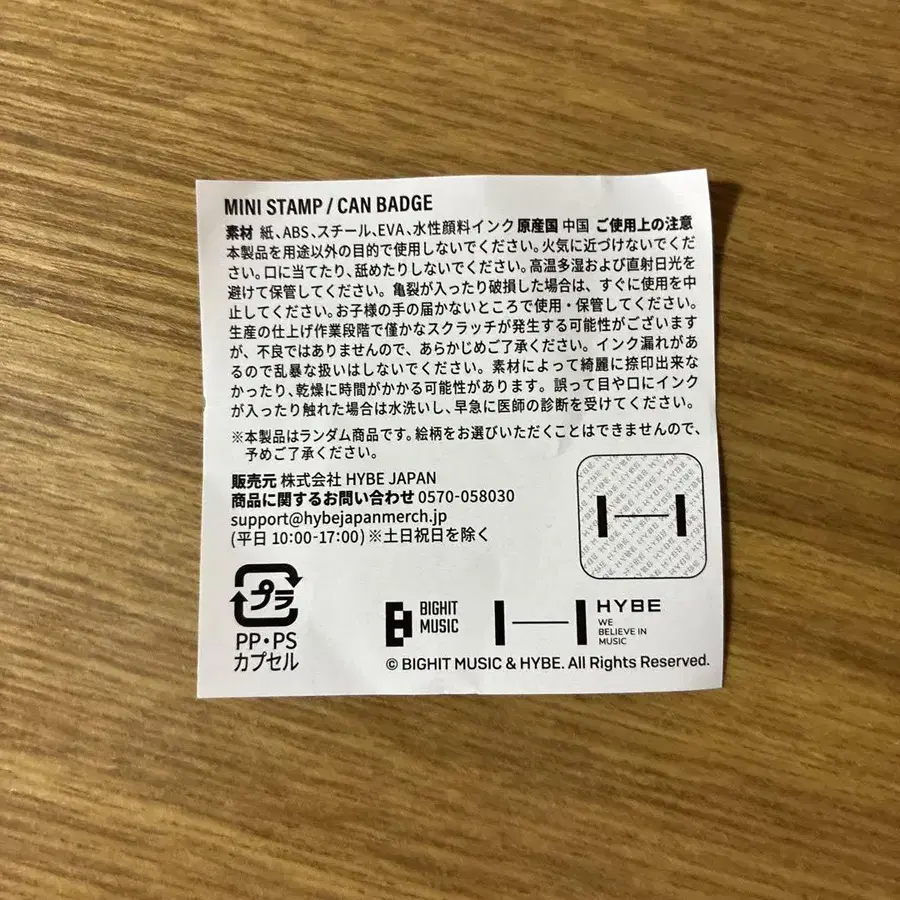 MINI STAMP / CAN BADGE
素材 紙、ABS、スチール、EVA、水性顔料インク 原産国 中国 ご使用上の注意
本製品を用途以外の目的で使用しないでください。火気に近づけないでくだ
さい。口に当てたり、舐めたりしないでください。高温多湿および直射日光を
避けて保管してください。亀裂が入ったり破損した場合は、すぐに使用を中
止してください。お子様の手の届かないところで使用・保管してください。
生産の仕上げ作業段階で僅かなスクラッチが発生する可能性がございます
が、不良ではありませんので、あらかじめご了承ください。インク漏れがあ
るので乱暴な扱いはしないでください。素材によって綺麗に捺印出来な
かったり、乾燥に時間がかかる可能性があります。誤って目や口にインク
が入ったり触れた場合は水洗いし、早急に医師の診断を受けてください。
※本製品はランダム商品です。絵柄をお選びいただくことはできませんので、
予めご了承ください。
販売元 株式会社 HYBE JAPAN
商品に関するお問い合わせ 0570-058030
support@hybejapanmerch.jp
(平日 10:00-17:00) ※土日祝日を除く
プラ
PP・PS
カプセル
BIGHIT
MUSIC
HYBE
WE
BELIEVE IN
MUSIC
© BIGHIT MUSIC & HYBE. All Rights Reserved.